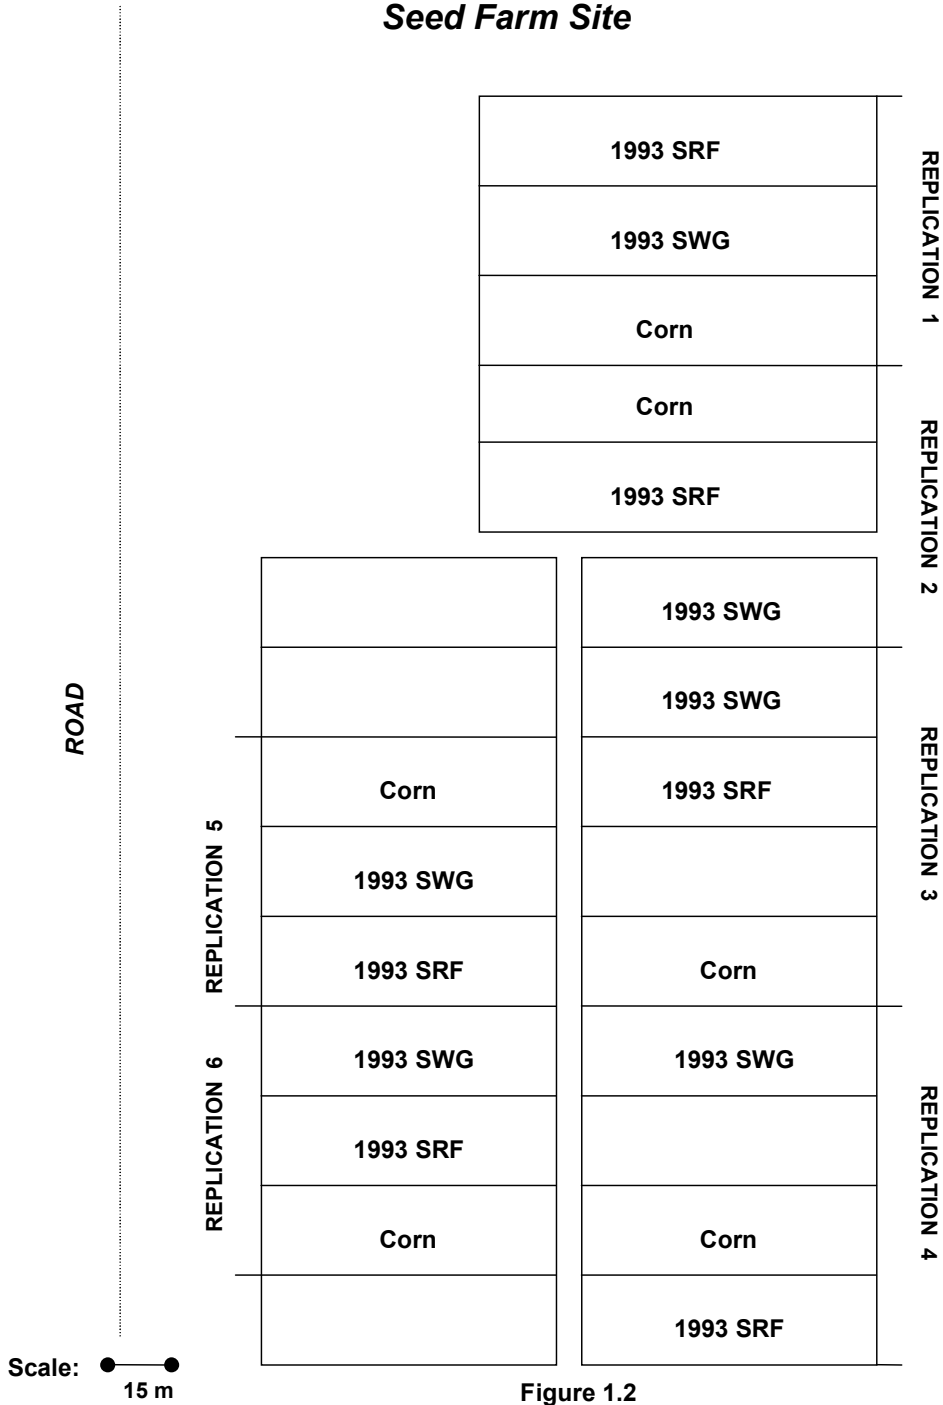 Seed Farm Site
1993 SRF
1993 SWG
Corn
REPLICATION 1
Corn
1993 SRF
1993 SWG
REPLICATION 2
1993 SWG
1993 SRF
Corn
REPLICATION 3
ROAD
Corn
1993 SWG
1993 SRF
REPLICATION 5
1993 SWG
1993 SRF
Corn
REPLICATION 6
1993 SWG
Corn
1993 SRF
REPLICATION 4
Scale:
15 m
Figure 1.2